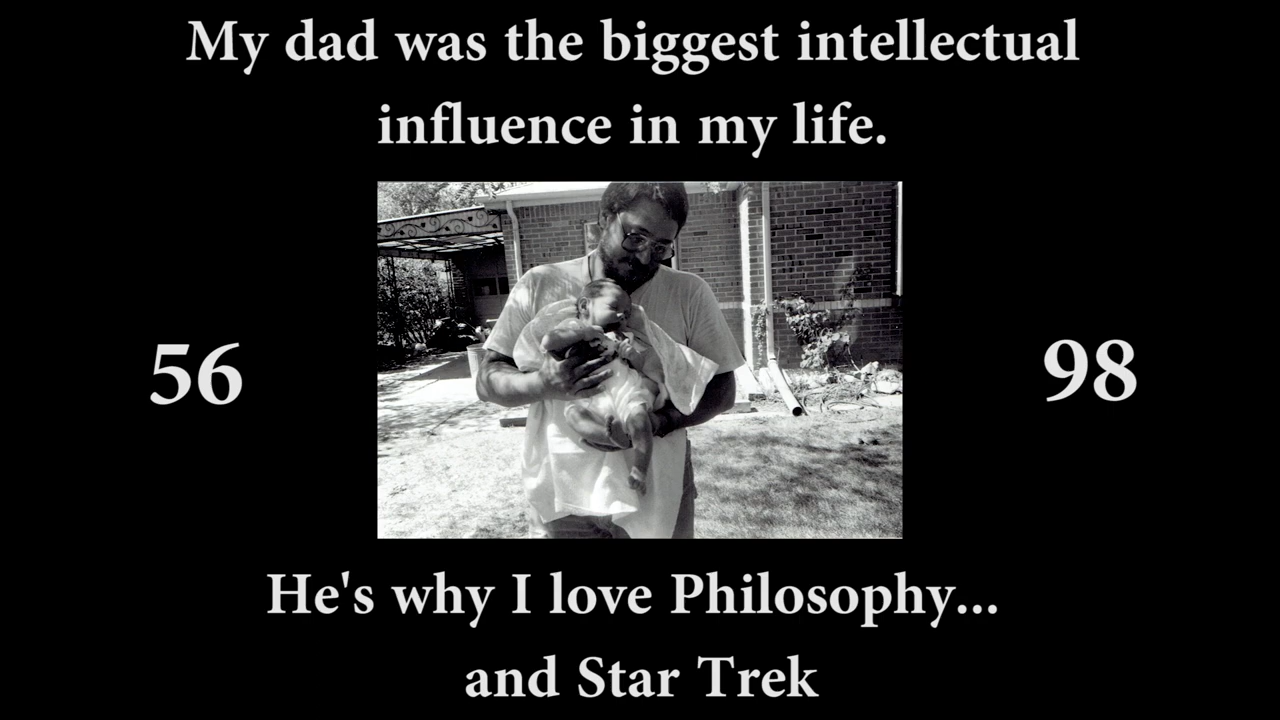 My dad was the biggest intellectual
influence in my life.
56
98
He's why I love Philosophy...
and Star Trek